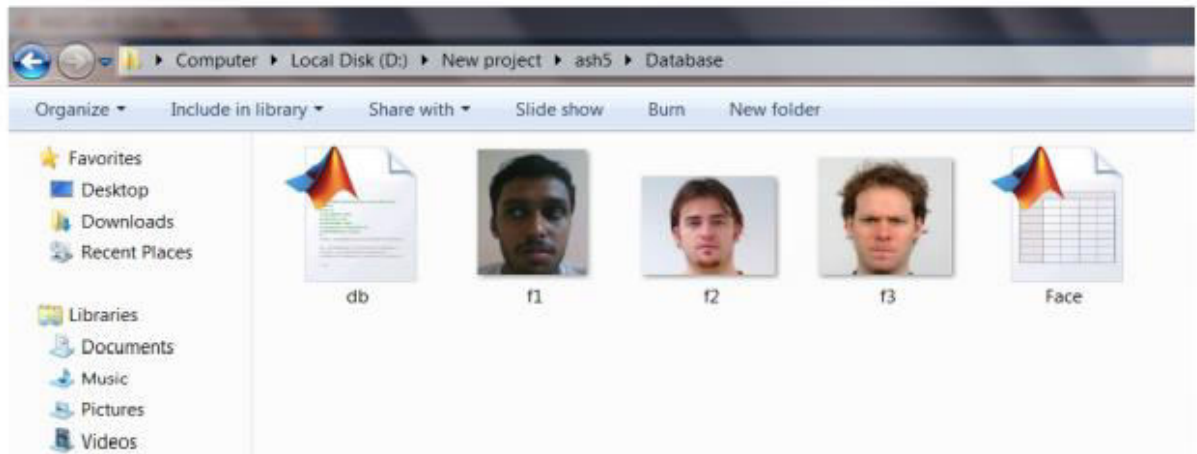 Computer Local Disk (D:) New project ash5 Database
Organize Include in library Share with Slide show Burn New folder
Favorites
Desktop
Downloads
Recent Places
Libraries
Documents
Music
Pictures
Videos
db f1 f2 f3 Face